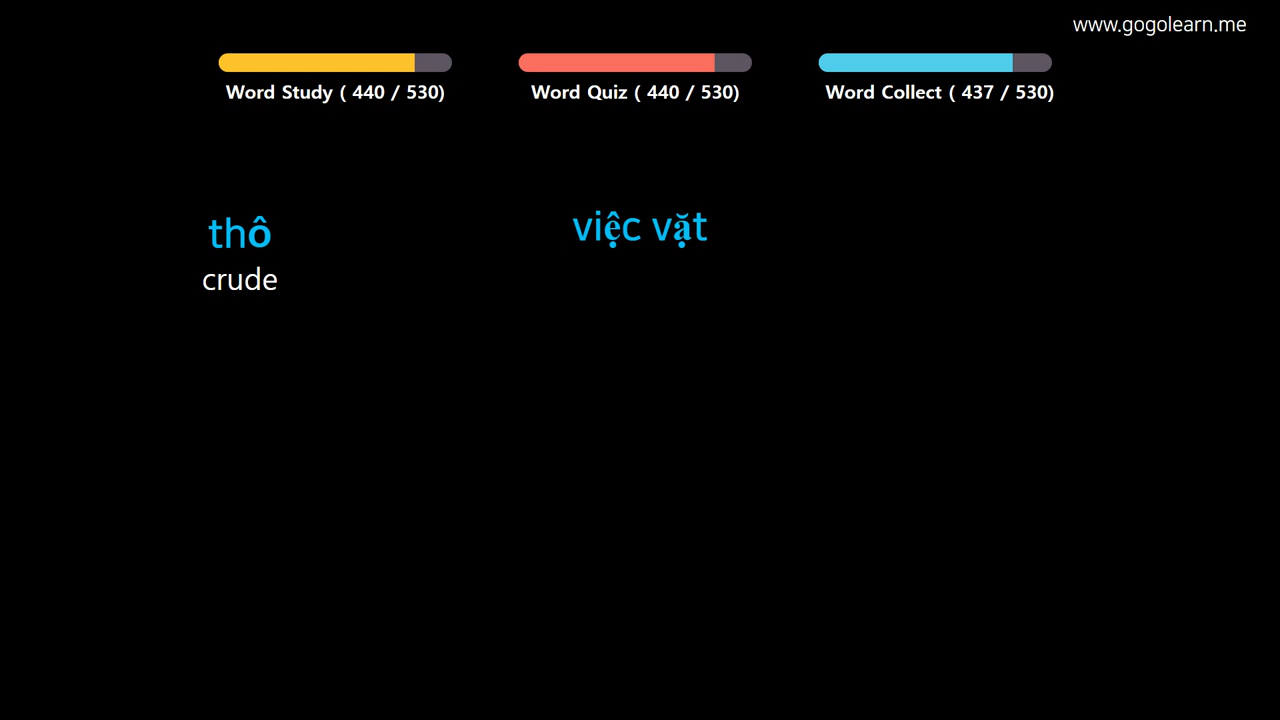 www.gogolearn.me
Word Study ( 440 / 530)
Word Quiz ( 440 / 530)
Word Collect ( 437 / 530)
thô
crude
việc vặt